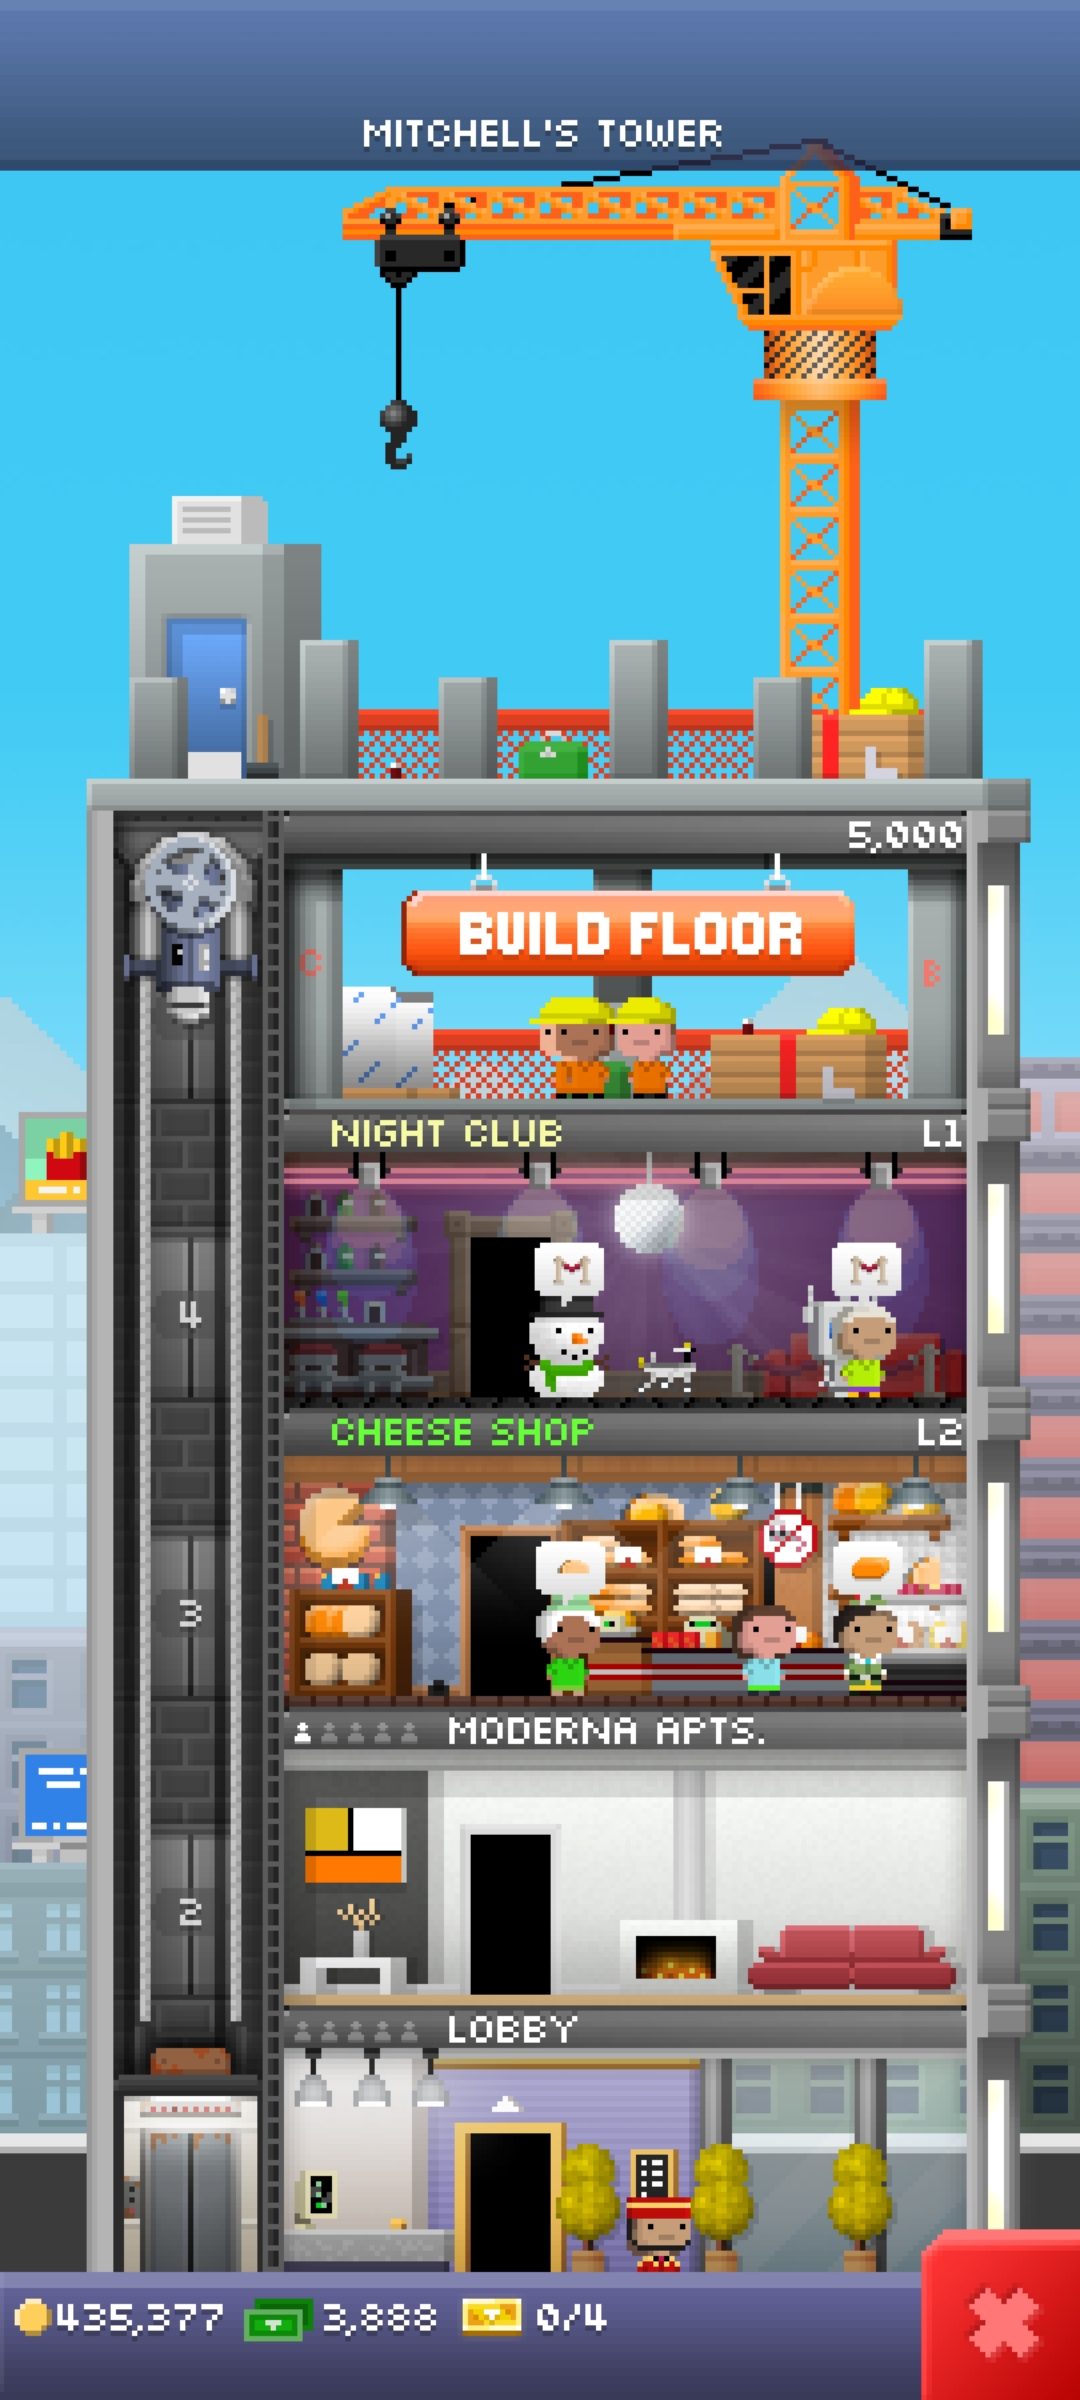 MITCHELL'S TOWER
5,000
BUILD FLOOR
C
B
NIGHT CLUB L1
M M
4
CHEESE SHOP L2
3
MODERNA APTS.
2
LOBBY
435,377 3,888 0/4